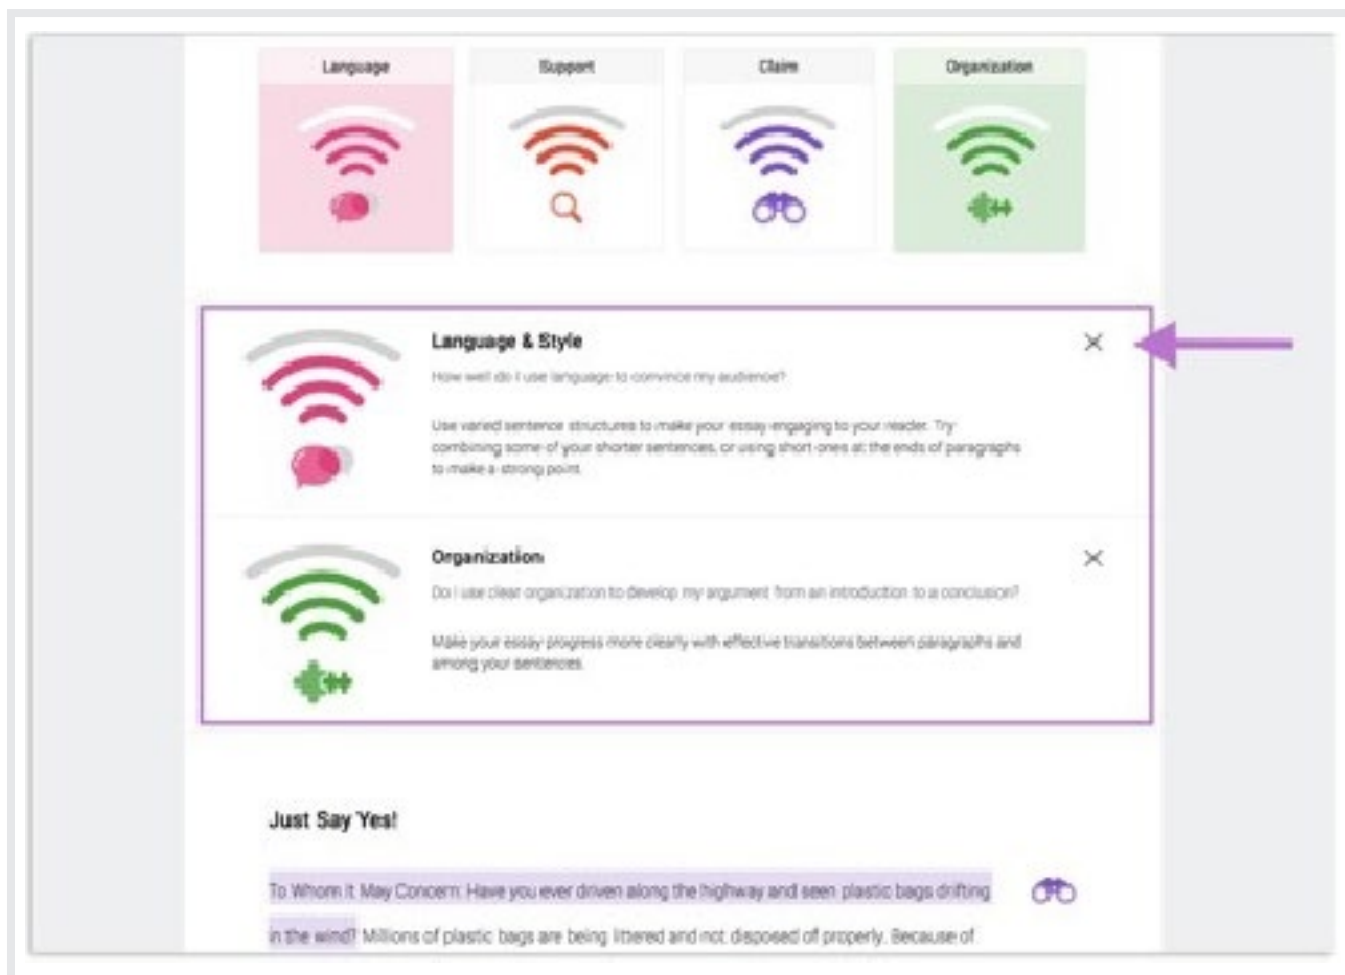 Language Support Claim Organization
Language & Style
How well do I use language to convince my audience?
Use varied sentence structures to make your essay engaging to your reader. Try
combining some of your shorter sentences, or using short ones at the ends of paragraphs
to make a strong point.
Organization
Do I use clear organization to develop my argument from an introduction to a conclusion?
Make your essay progress more clearly with effective transitions between paragraphs and
among your sentences.
Just Say Yes!
To Whom It May Concern: Have you ever driven along the highway and seen plastic bags drifting
in the wind? Millions of plastic bags are being littered and not disposed of properly. Because of